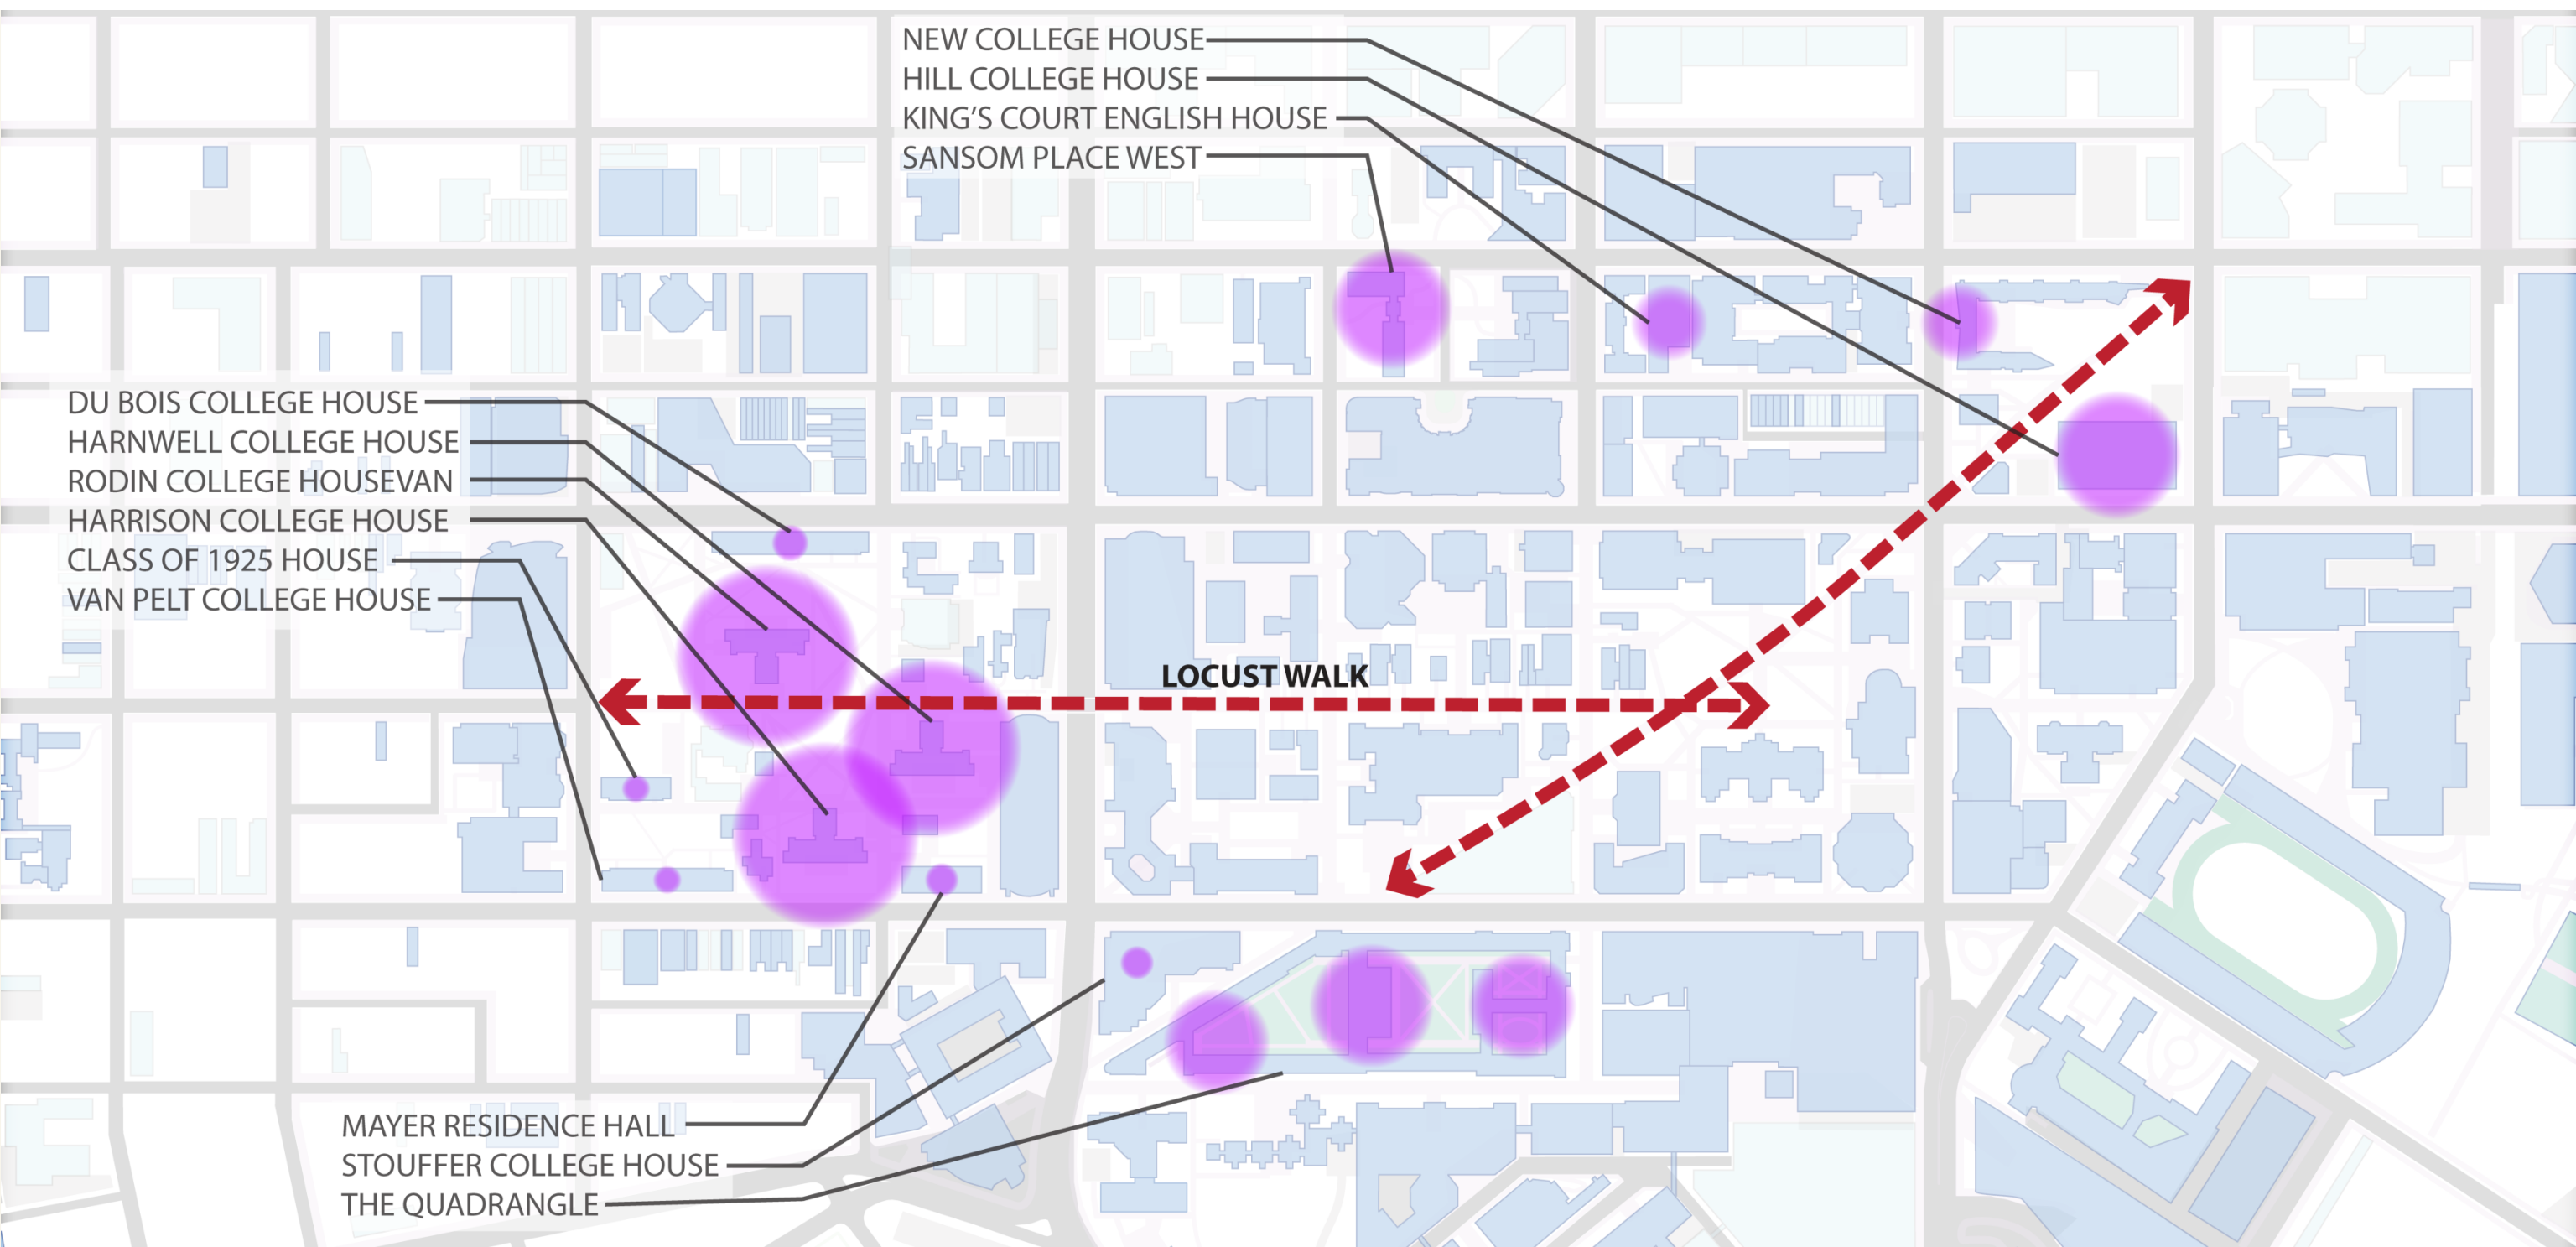 NEW COLLEGE HOUSE
HILL COLLEGE HOUSE
KING'S COURT ENGLISH HOUSE
SANSOM PLACE WEST
DU BOIS COLLEGE HOUSE
HARNWELL COLLEGE HOUSE
RODIN COLLEGE HOUSEVAN
HARRISON COLLEGE HOUSE
CLASS OF 1925 HOUSE
VAN PELT COLLEGE HOUSE
LOCUST WALK
MAYER RESIDENCE HALL
STOUFFER COLLEGE HOUSE
THE QUADRANGLE